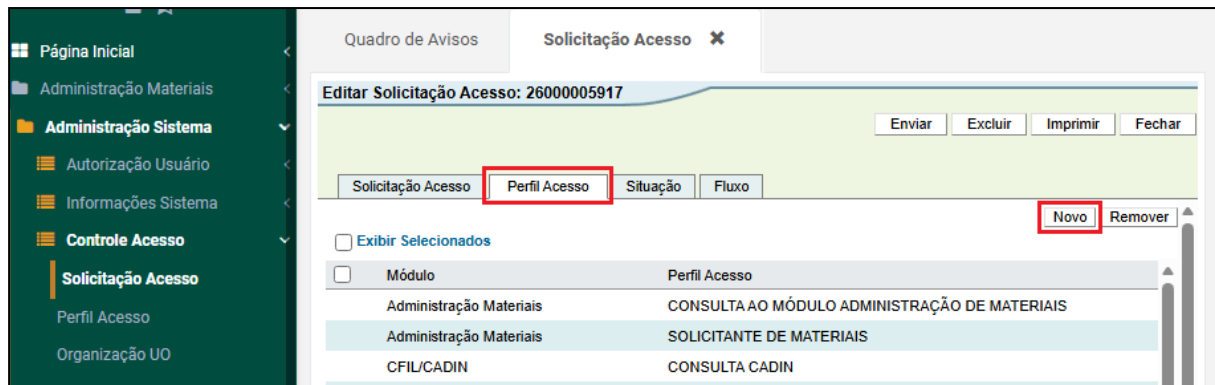 Página Inicial
Administração Materiais
Administração Sistema
Autorização Usuário
Informações Sistema
Controle Acesso
Solicitação Acesso
Perfil Acesso
Organização UO
Quadro de Avisos
Solicitação Acesso ✖
Editar Solicitação Acesso: 26000005917
Enviar Excluir Imprimir Fechar
Solicitação Acesso Perfil Acesso Situação Fluxo
Novo Remover
Exibir Selecionados
Módulo Perfil Acesso
Administração Materiais CONSULTA AO MÓDULO ADMINISTRAÇÃO DE MATERIAIS
Administração Materiais SOLICITANTE DE MATERIAIS
CFIL/CADIN CONSULTA CADIN